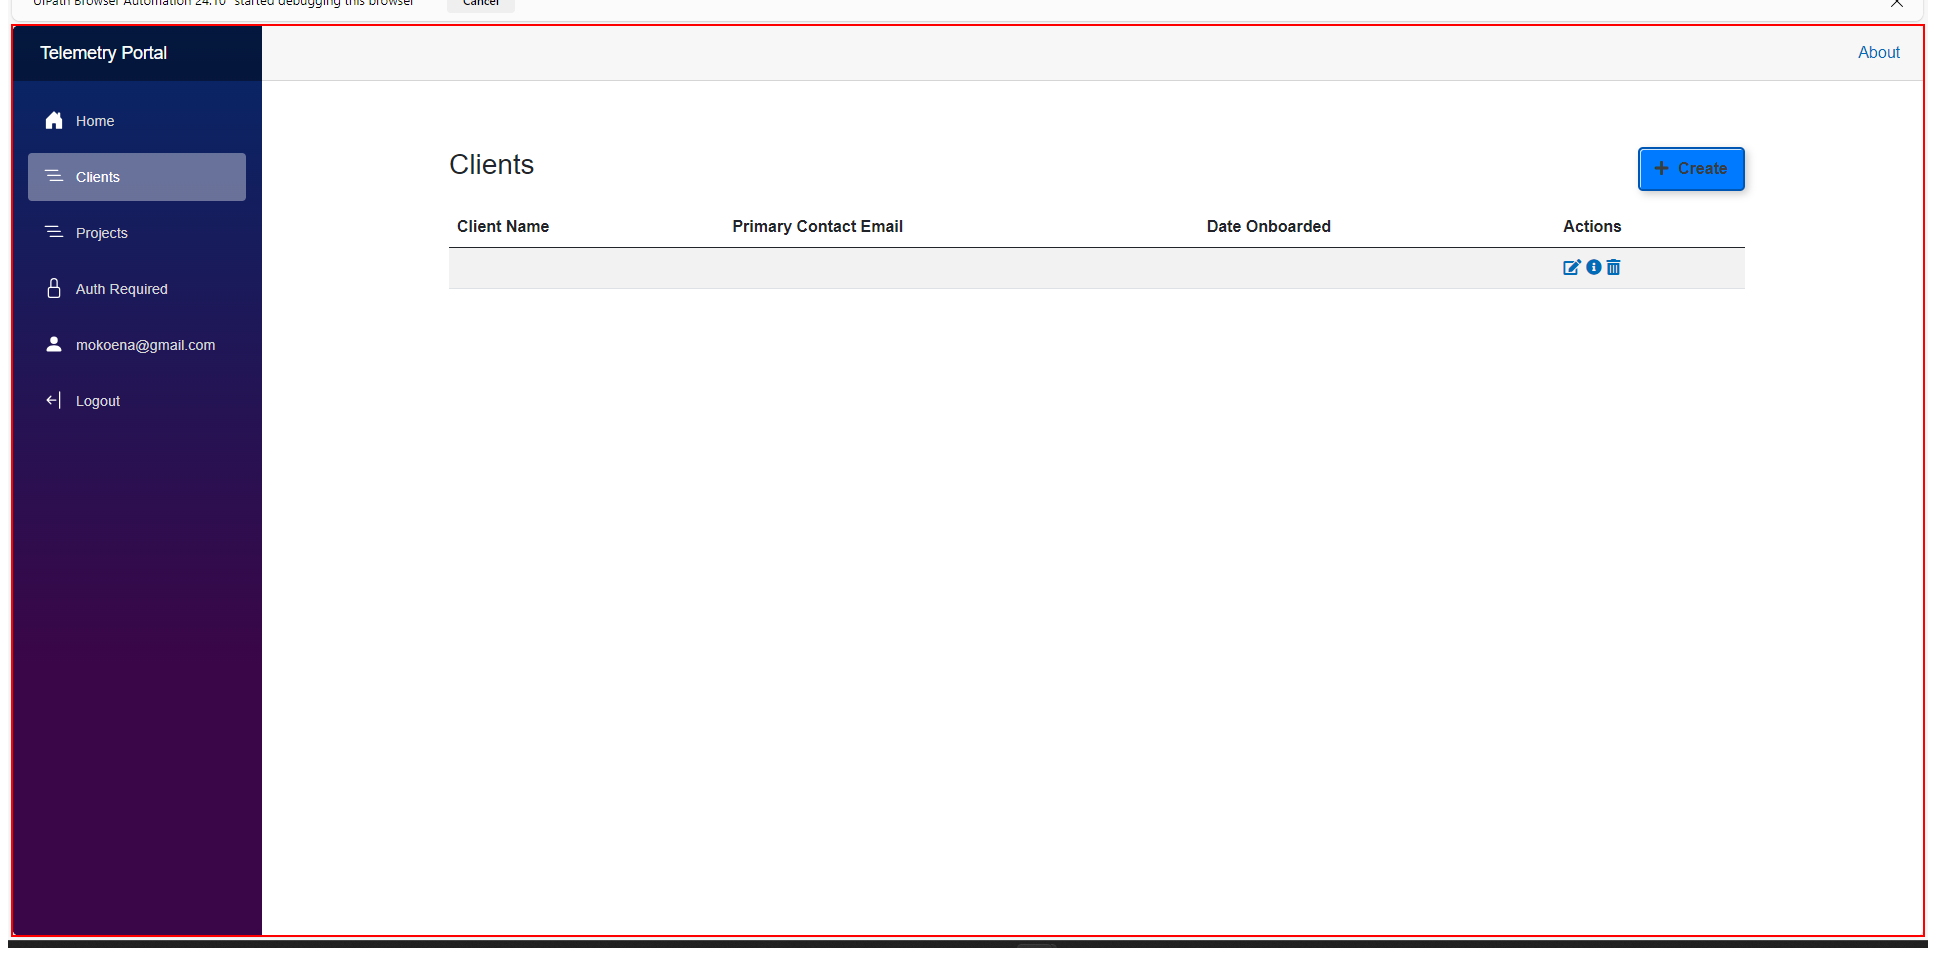 UiPath Browser Automation 24.10" started debugging this browser
Cancel
Telemetry Portal
About
Home
Clients
Projects
Auth Required
mokoena@gmail.com
Logout
Clients
Create
Client Name Primary Contact Email Date Onboarded Actions